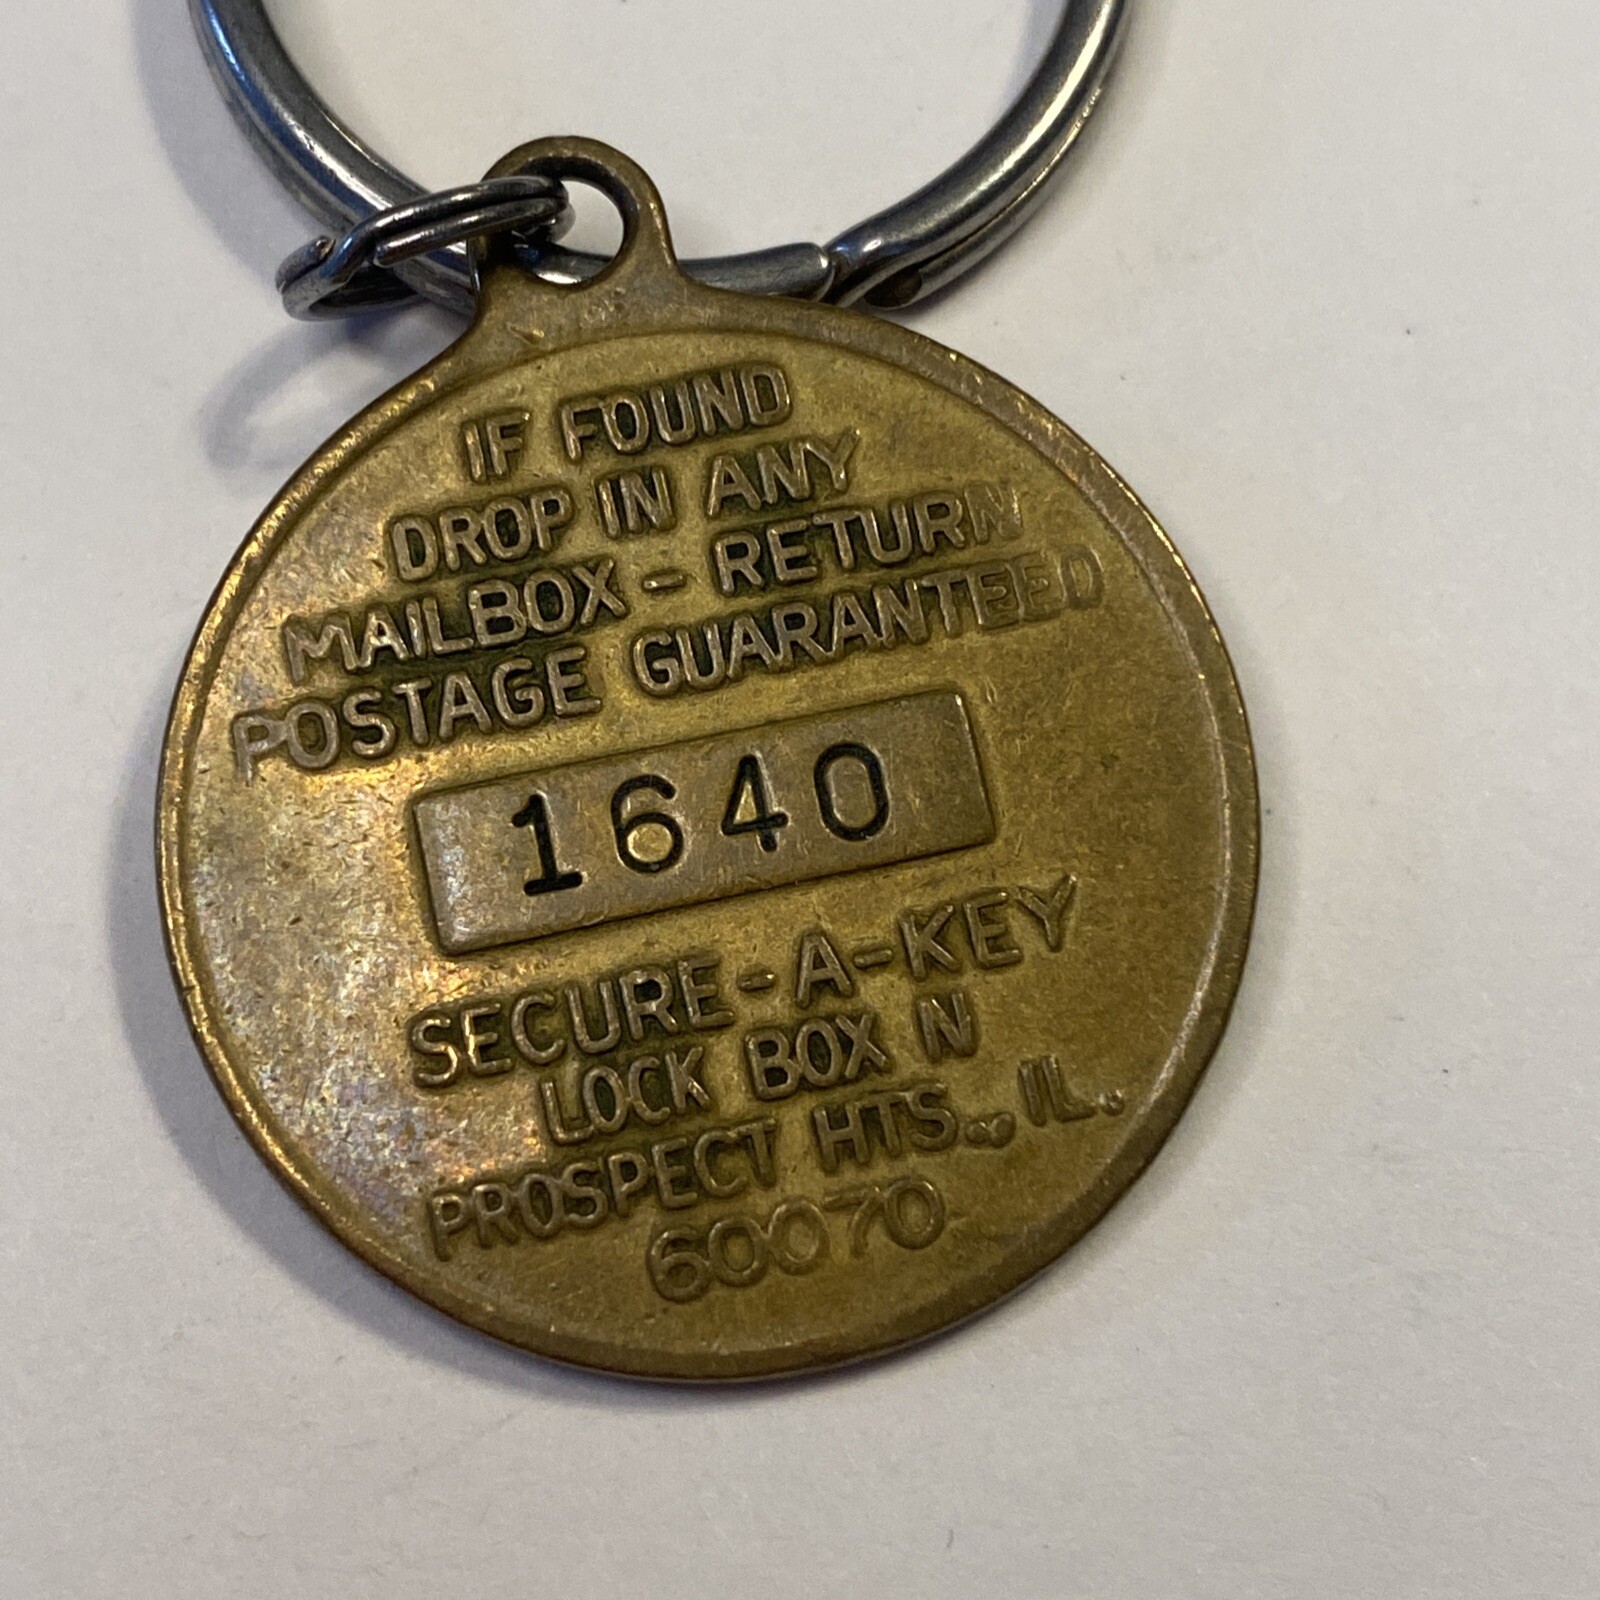 IF FOUND
DROP IN ANY
MAILBOX - RETURN
POSTAGE GUARANTEED
1640
SECURE-A-KEY
LOCK BOX N
PROSPECT HTS., IL.
60070